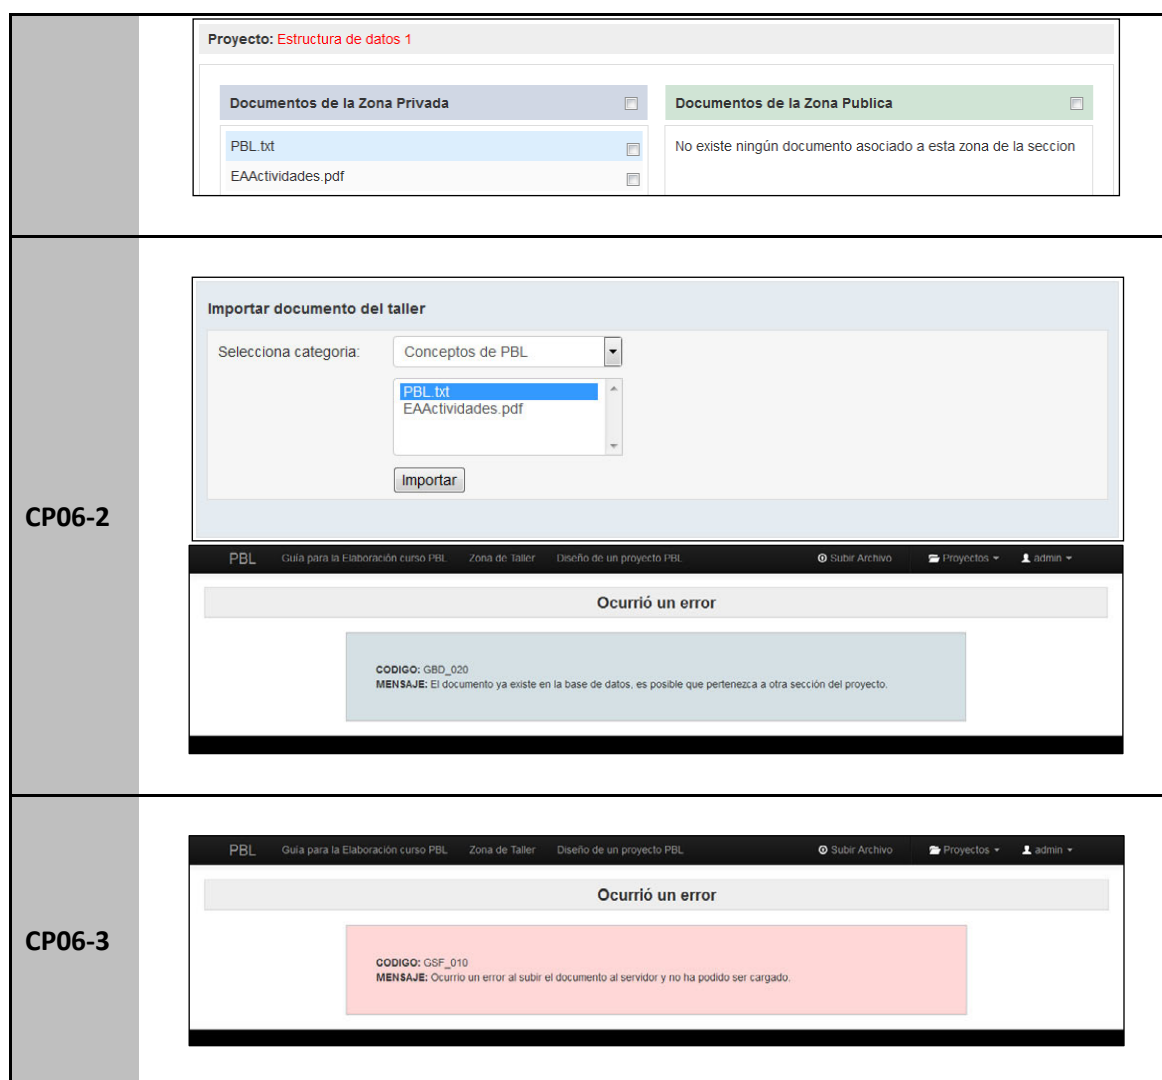 Proyecto: Estructura de datos 1
Documentos de la Zona Privada
Documentos de la Zona Publica
PBL.txt
No existe ningún documento asociado a esta zona de la seccion
EAActividades.pdf
CP06-2
Importar documento del taller
Selecciona categoria:
Conceptos de PBL
PBL.txt
EAActividades.pdf
Importar
PBL Guía para la Elaboración curso PBL Zona de Taller Diseño de un proyecto PBL Subir Archivo Proyectos admin
Ocurrió un error
CODIGO: GBD_020
MENSAJE: El documento ya existe en la base de datos, es posible que pertenezca a otra sección del proyecto.
CP06-3
PBL Guía para la Elaboración curso PBL Zona de Taller Diseño de un proyecto PBL Subir Archivo Proyectos admin
Ocurrió un error
CODIGO: GSF_010
MENSAJE: Ocurrio un error al subir el documento al servidor y no ha podido ser cargado.